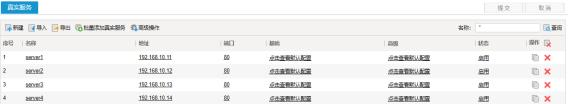 真实服务 提交 取消
新建 导入 导出 批量添加真实服务 高级操作 名称: * 查询
序号 名称 地址 端口 基础 高级 状态 操作
1 server1 192.168.10.11 80 点击查看默认配置 点击查看默认配置 启用
2 server2 192.168.10.12 80 点击查看默认配置 点击查看默认配置 启用
3 server3 192.168.10.13 80 点击查看默认配置 点击查看默认配置 启用
4 server4 192.168.10.14 80 点击查看默认配置 点击查看默认配置 启用